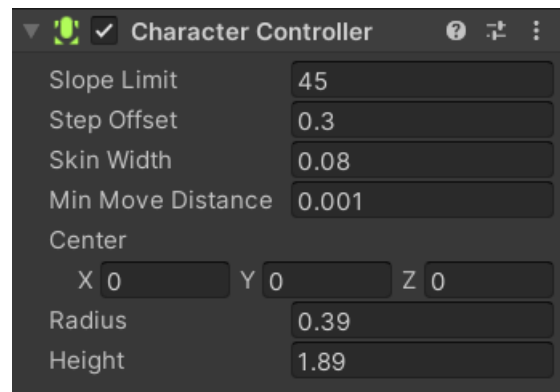 Character Controller
Slope Limit 45
Step Offset 0.3
Skin Width 0.08
Min Move Distance 0.001
Center
X 0 Y 0 Z 0
Radius 0.39
Height 1.89